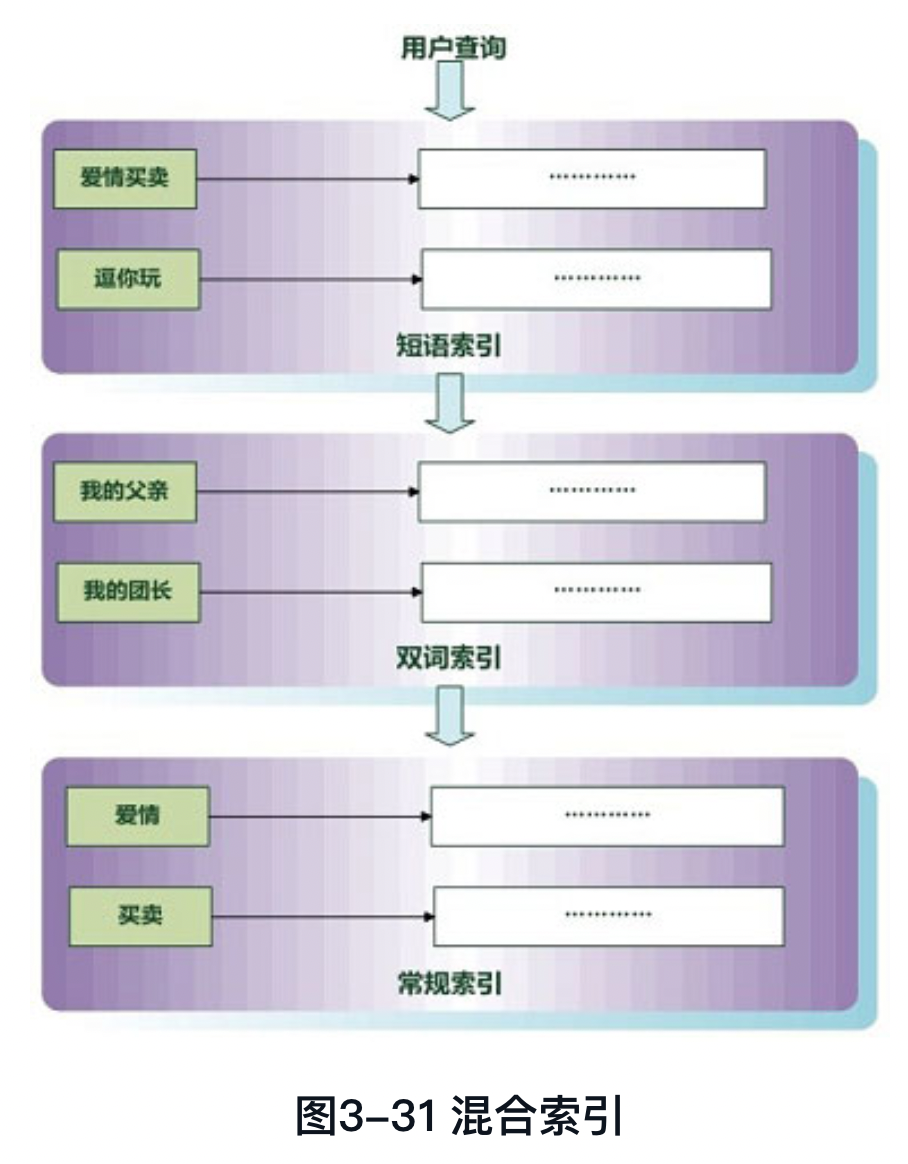 用户查询
爱情买卖
…………
逗你玩
…………
短语索引
我的父亲
…………
我的团长
…………
双词索引
爱情
…………
买卖
…………
常规索引
图3-31 混合索引